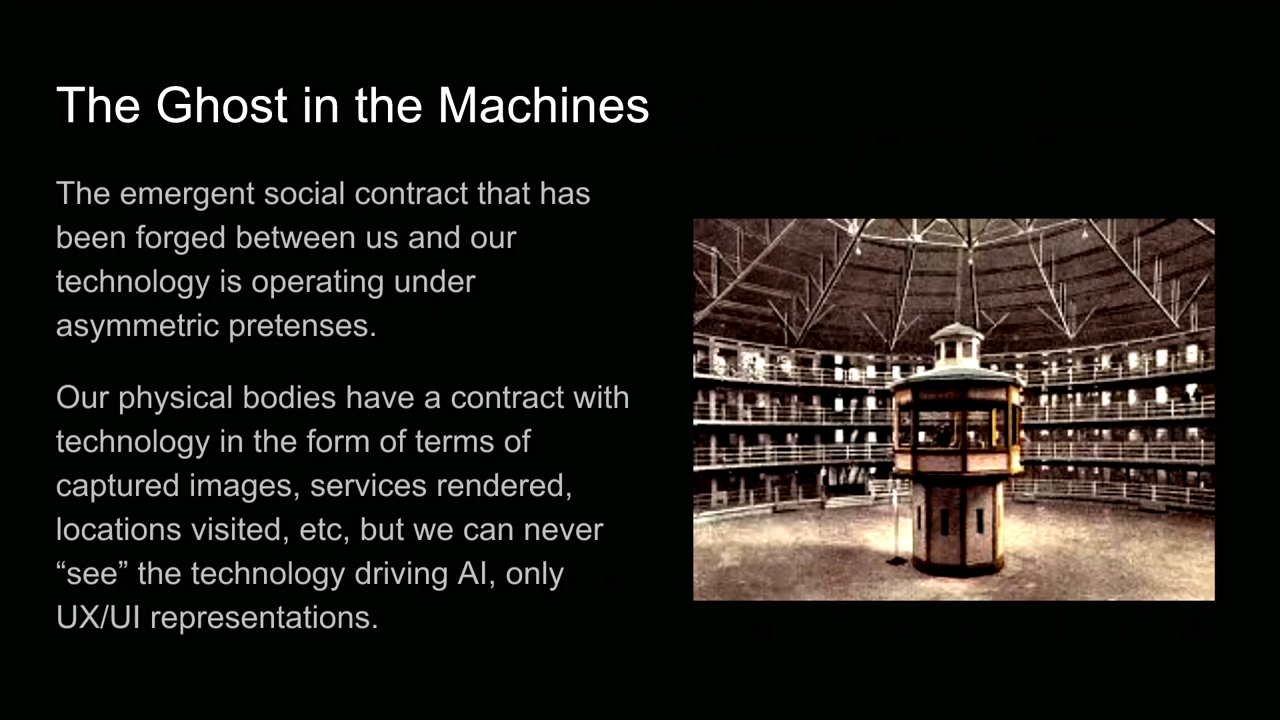 The Ghost in the Machines
The emergent social contract that has
been forged between us and our
technology is operating under
asymmetric pretenses.
Our physical bodies have a contract with
technology in the form of terms of
captured images, services rendered,
locations visited, etc, but we can never
“see” the technology driving AI, only
UX/UI representations.